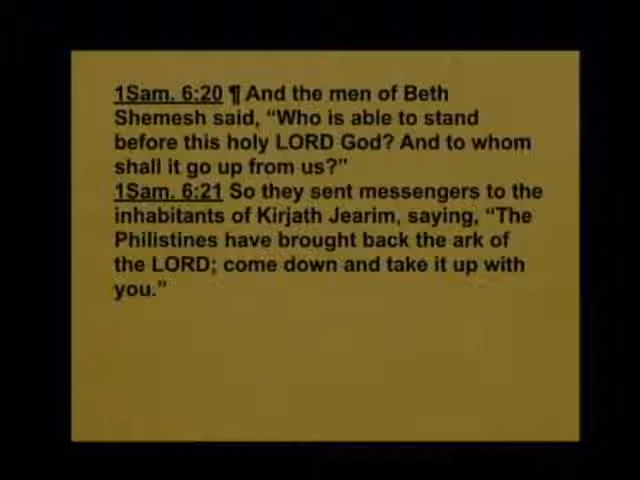 1Sam. 6:20 ¶ And the men of Beth
Shemesh said, “Who is able to stand
before this holy LORD God? And to whom
shall it go up from us?”
1Sam. 6:21 So they sent messengers to the
inhabitants of Kirjath Jearim, saying, “The
Philistines have brought back the ark of
the LORD; come down and take it up with
you.”